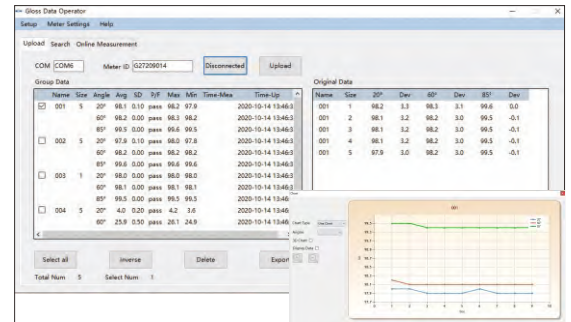 Gloss Data Operator
Setup Meter Settings Help
Upload Search Online Measurement
COM COM6 Meter ID G27209014 Disconnected Upload
Group Data
Name Size Angle Avg SD P/F Max Min Time-Mea Time-Up
001 5 20° 98.1 0.10 pass 98.2 97.9 2020-10-14 13:46:3
60° 98.2 0.00 pass 98.3 98.2 2020-10-14 13:46:3
85° 99.5 0.00 pass 99.6 99.5 2020-10-14 13:46:3
002 5 20° 97.9 0.10 pass 98.0 97.8 2020-10-14 13:46:3
60° 98.2 0.00 pass 98.2 98.2 2020-10-14 13:46:3
85° 99.6 0.00 pass 99.6 99.6 2020-10-14 13:46:3
003 1 20° 98.0 0.00 pass 98.0 98.0 2020-10-14 13:46:3
60° 98.1 0.00 pass 98.1 98.1 2020-10-14 13:46:3
85° 99.5 0.00 pass 99.5 99.5 2020-10-14 13:46:
004 5 20° 4.0 0.20 pass 4.2 3.6 2020-10-14 13:46:
60° 25.9 0.50 pass 26.1 24.9 2020-10-14 13:46:
Select all Inverse Delete Export
Total Num 5 Select Num 1
Original Data
Name Size 20° Dev 60° Dev 85° Dev
001 1 98.2 3.3 98.3 3.1 99.6 0.0
001 2 98.1 3.2 98.2 3.0 99.5 -0.1
001 3 98.1 3.2 98.2 3.0 99.5 -0.1
001 4 98.1 3.2 98.2 3.0 99.5 -0.1
001 5 97.9 3.0 98.2 3.0 99.5 -0.1
Chart Type
Angles
001